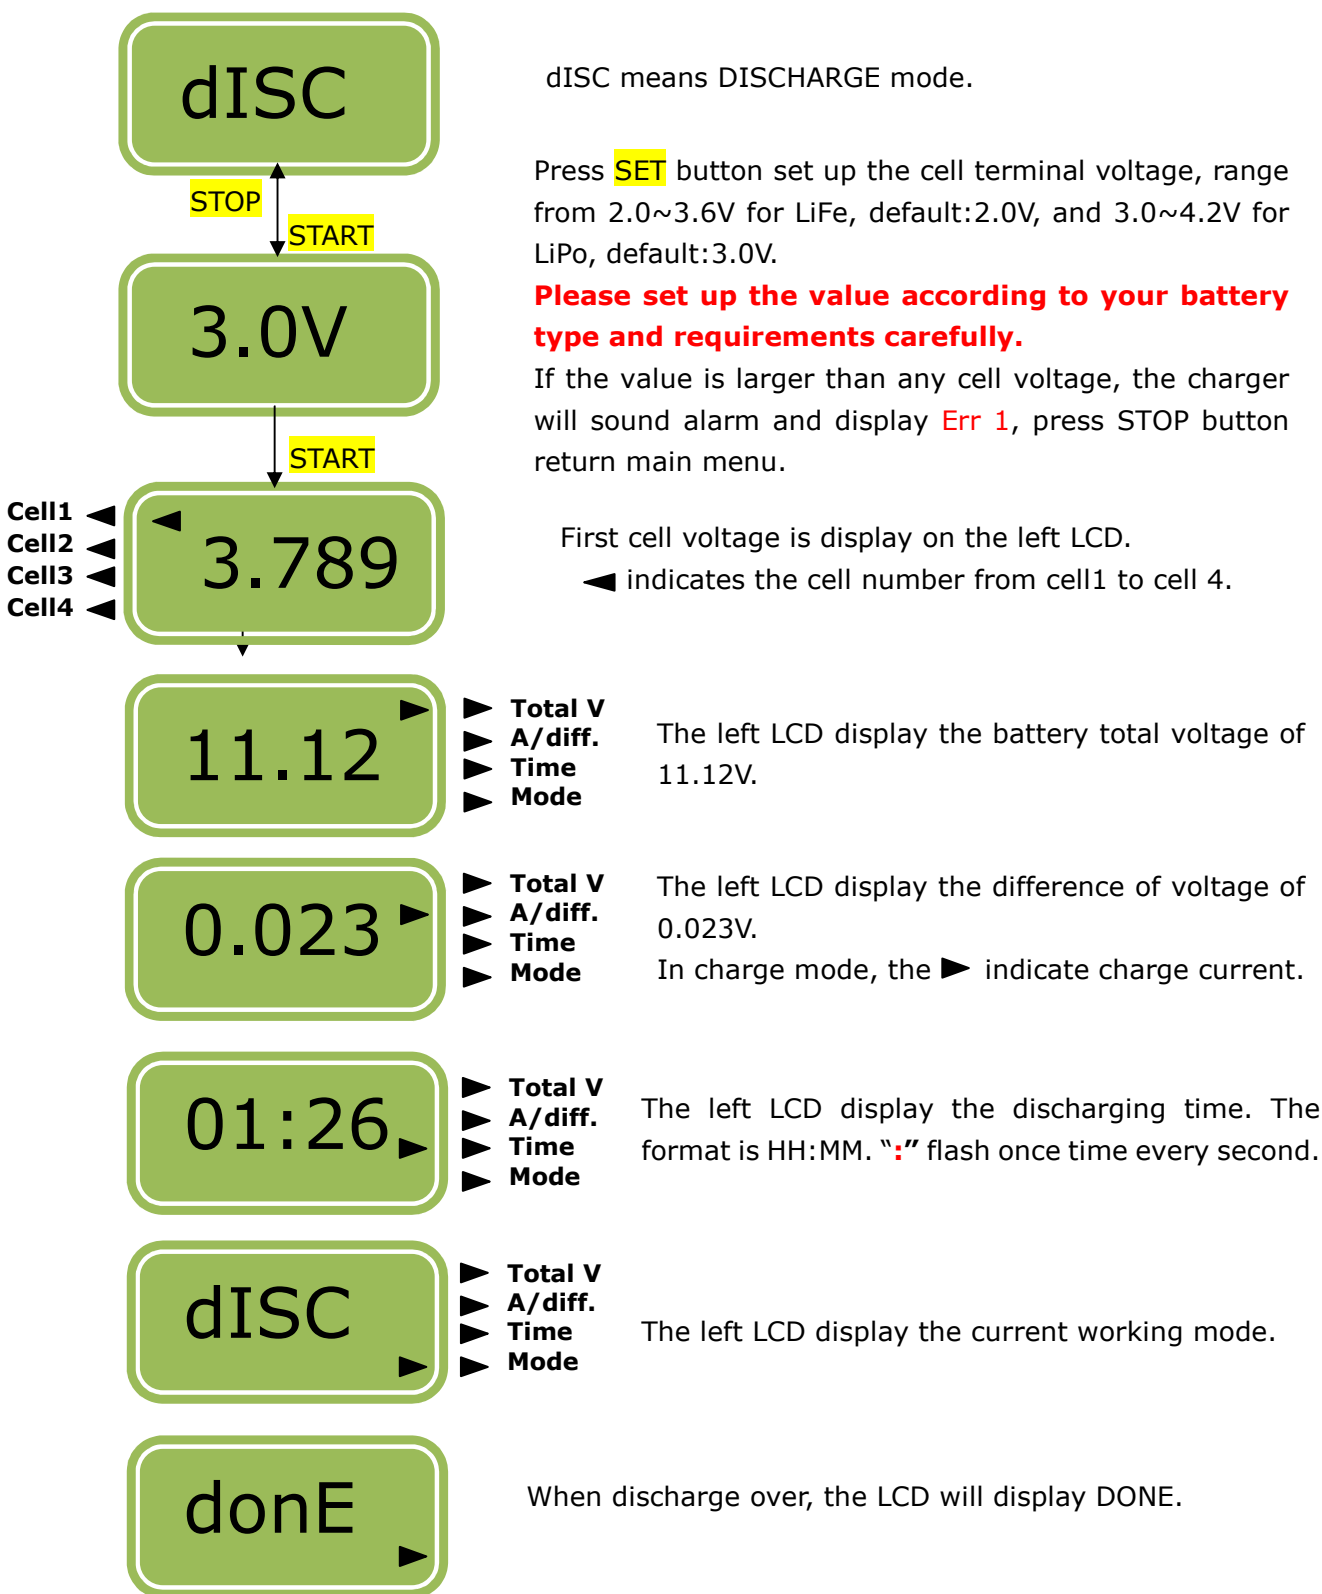 dISC
dISC means DISCHARGE mode.
STOP
START
Press SET button set up the cell terminal voltage, range
from 2.0~3.6V for LiFe, default:2.0V, and 3.0~4.2V for
LiPo, default:3.0V.
Please set up the value according to your battery
type and requirements carefully.
If the value is larger than any cell voltage, the charger
will sound alarm and display Err 1, press STOP button
return main menu.
3.0V
START
Cell1
Cell2
Cell3
Cell4
3.789
First cell voltage is display on the left LCD.
indicates the cell number from cell1 to cell 4.
11.12
Total V
A/diff.
Time
Mode
The left LCD display the battery total voltage of
11.12V.
0.023
Total V
A/diff.
Time
Mode
The left LCD display the difference of voltage of
0.023V.
In charge mode, the ► indicate charge current.
01:26
Total V
A/diff.
Time
Mode
The left LCD display the discharging time. The
format is HH:MM. “:” flash once time every second.
dISC
Total V
A/diff.
Time
Mode
The left LCD display the current working mode.
donE
When discharge over, the LCD will display DONE.